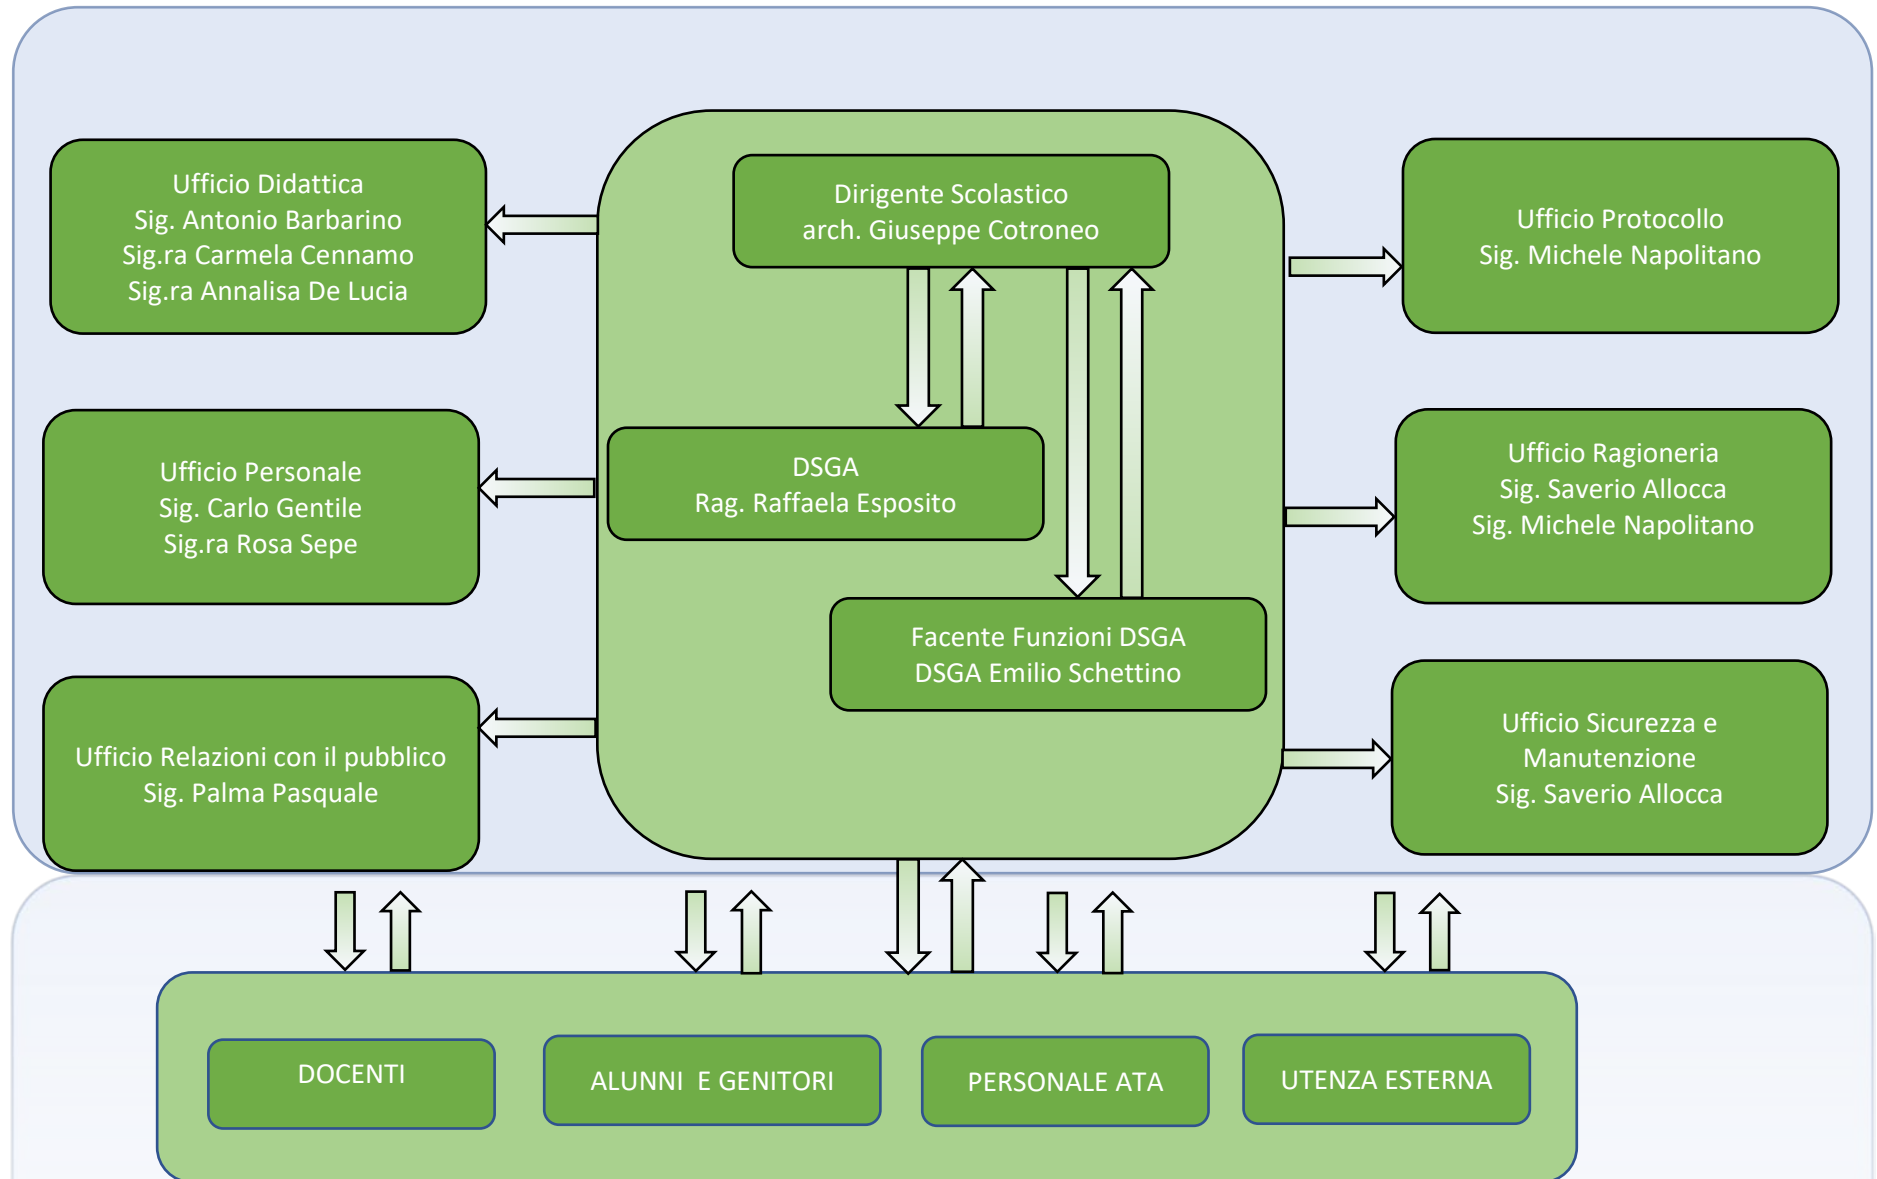 Ufficio Didattica
Sig. Antonio Barbarino
Sig.ra Carmela Cennamo
Sig.ra Annalisa De Lucia
Dirigente Scolastico
arch. Giuseppe Cotroneo
Ufficio Protocollo
Sig. Michele Napolitano
Ufficio Personale
Sig. Carlo Gentile
Sig.ra Rosa Sepe
DSGA
Rag. Raffaela Esposito
Ufficio Ragioneria
Sig. Saverio Allocca
Sig. Michele Napolitano
Facente Funzioni DSGA
DSGA Emilio Schettino
Ufficio Relazioni con il pubblico
Sig. Palma Pasquale
Ufficio Sicurezza e
Manutenzione
Sig. Saverio Allocca
DOCENTI
ALUNNI  E GENITORI
PERSONALE ATA
UTENZA ESTERNA